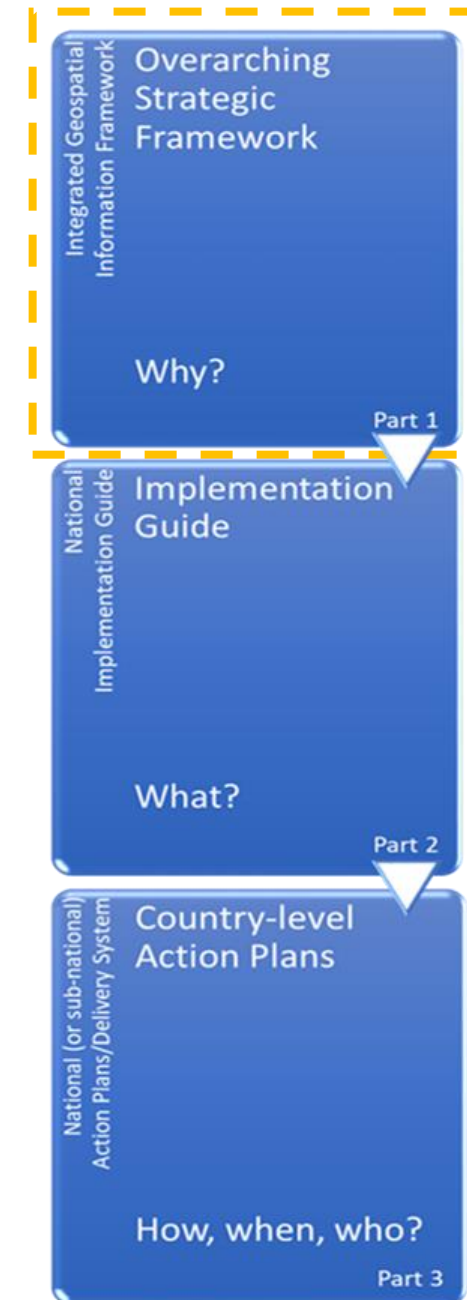 Integrated Geospatial
Information Framework
Overarching
Strategic
Framework
Why?
Part 1
National
Implementation Guide
Implementation
Guide
What?
Part 2
National (or sub-national)
Action Plans/Delivery System
Country-level
Action Plans
How, when, who?
Part 3